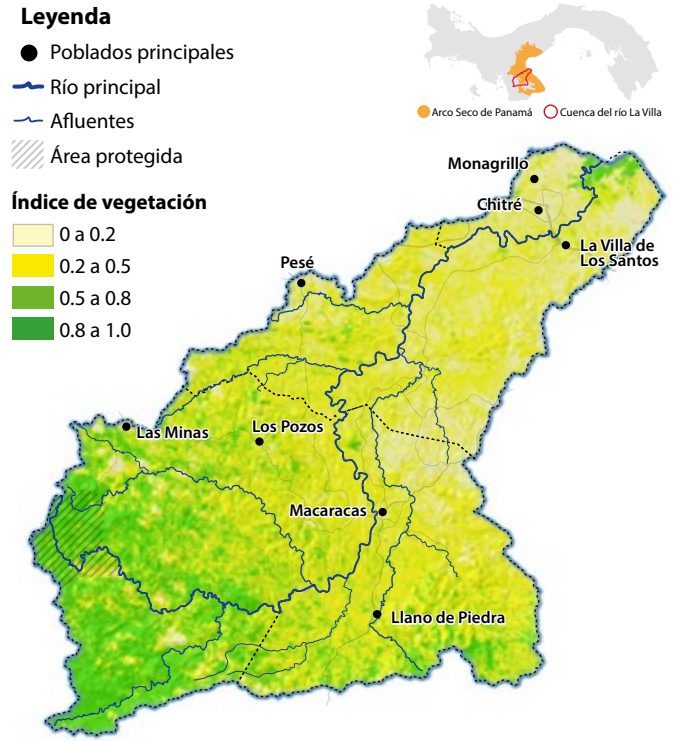 Leyenda
Poblados principales
Río principal
Afluentes
Área protegida
Índice de vegetación
0 a 0.2
0.2 a 0.5
0.5 a 0.8
0.8 a 1.0
Arco Seco de Panamá
Cuenca del río La Villa
Monagrillo
Chitré
La Villa de
Los Santos
Pesé
Las Minas
Los Pozos
Macaracas
Llano de Piedra